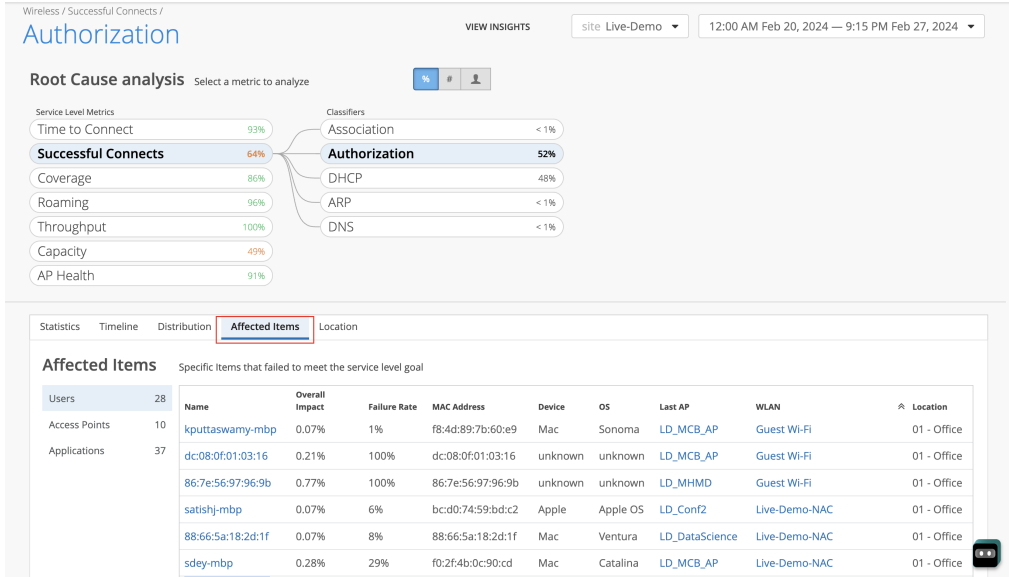 Wireless / Successful Connects /
Authorization
VIEW INSIGHTS
site Live-Demo
12:00 AM Feb 20, 2024 — 9:15 PM Feb 27, 2024
Root Cause analysis Select a metric to analyze
% #
Service Level Metrics Classifiers
Time to Connect 93% Association < 1%
Successful Connects 64% Authorization 52%
Coverage 86% DHCP 48%
Roaming 96% ARP < 1%
Throughput 100% DNS < 1%
Capacity 49%
AP Health 91%
Statistics Timeline Distribution Affected Items Location
Affected Items Specific Items that failed to meet the service level goal
Users 28
Access Points 10
Applications 37
Name Overall Impact Failure Rate MAC Address Device OS Last AP WLAN Location
kputtaswamy-mbp 0.07% 1% f8:4d:89:7b:60:e9 Mac Sonoma LD_MCB_AP Guest Wi-Fi 01 - Office
dc:08:0f:01:03:16 0.21% 100% dc:08:0f:01:03:16 unknown unknown LD_MCB_AP Guest Wi-Fi 01 - Office
86:7e:56:97:96:9b 0.77% 100% 86:7e:56:97:96:9b unknown unknown LD_MHMD Guest Wi-Fi 01 - Office
satishj-mbp 0.07% 6% bc:d0:74:59:bd:c2 Apple Apple OS LD_Conf2 Live-Demo-NAC 01 - Office
88:66:5a:18:2d:1f 0.07% 8% 88:66:5a:18:2d:1f Mac Ventura LD_DataScience Live-Demo-NAC 01 - Office
sdey-mbp 0.28% 29% f0:2f:4b:0c:90:cd Mac Catalina LD_MCB_AP Live-Demo-NAC 01 - Office